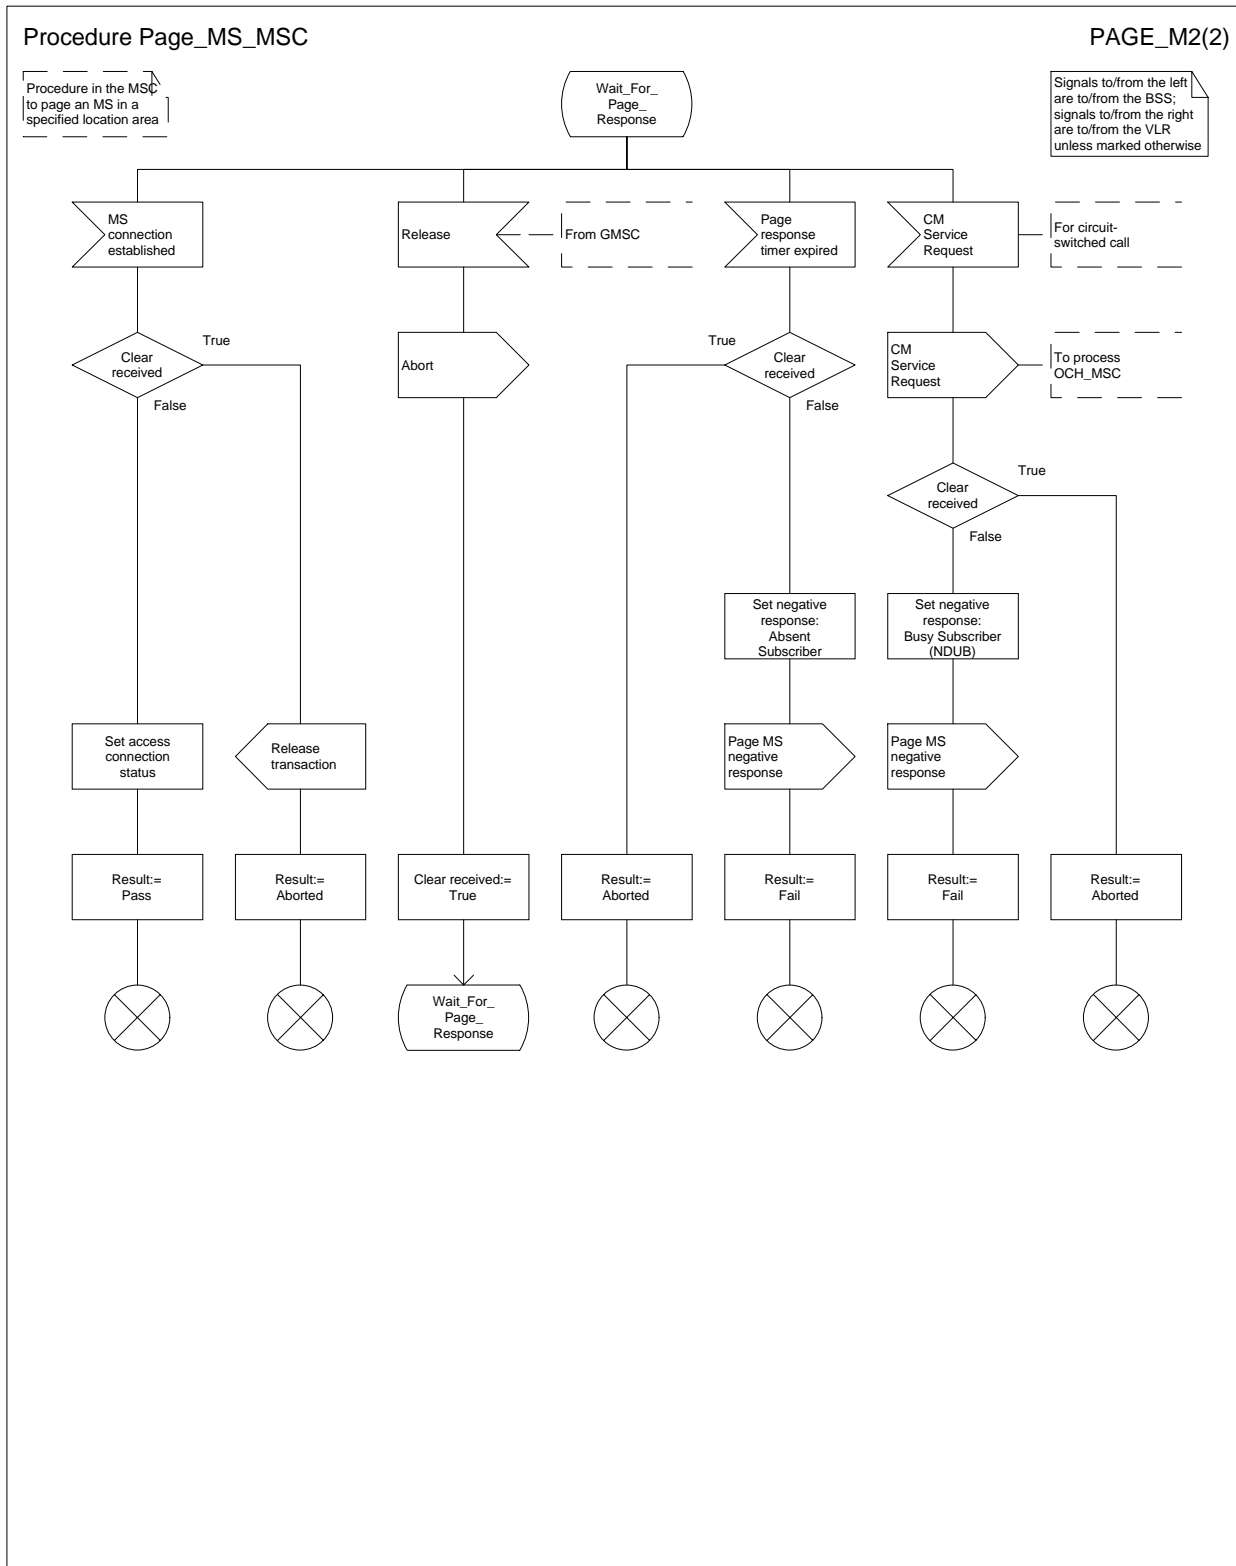 Procedure Page_MS_MSC
PAGE_M2(2)
Procedure in the MSC
to page an MS in a
specified location area
Wait_For_
Page_
Response
Signals to/from the left
are to/from the BSS;
signals to/from the right
are to/from the VLR
unless marked otherwise
MS
connection
established
Release
From GMSC
Page
response
timer expired
CM
Service
Request
For circuit-
switched call
Clear
received
True
False
Abort
True
Clear
received
False
CM
Service
Request
To process
OCH_MSC
Clear
received
True
False
Set negative
response:
Absent
Subscriber
Set negative
response:
Busy Subscriber
(NDUB)
Set access
connection
status
Release
transaction
Page MS
negative
response
Page MS
negative
response
Result:=
Pass
Result:=
Aborted
Clear received:=
True
Result:=
Aborted
Result:=
Fail
Result:=
Fail
Result:=
Aborted
Wait_For_
Page_
Response